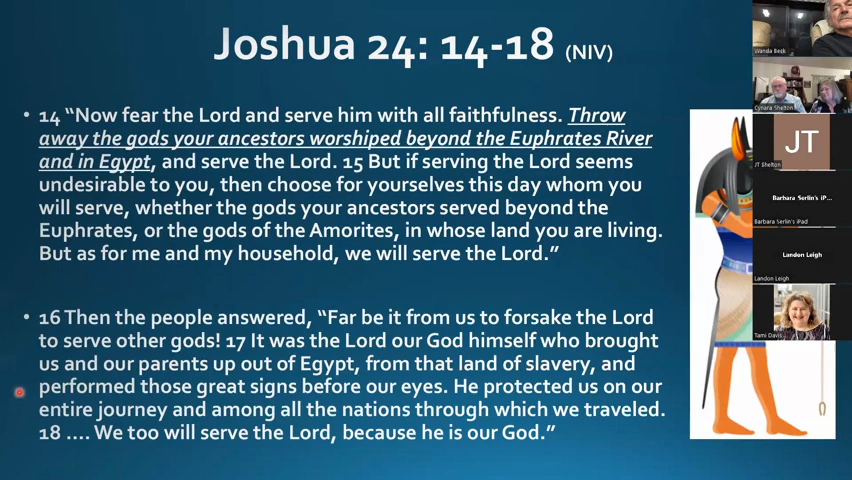 Joshua 24: 14-18 (NIV)
• 14 “Now fear the Lord and serve him with all faithfulness. Throw
away the gods your ancestors worshiped beyond the Euphrates River
and in Egypt, and serve the Lord. 15 But if serving the Lord seems
undesirable to you, then choose for yourselves this day whom you
will serve, whether the gods your ancestors served beyond the
Euphrates, or the gods of the Amorites, in whose land you are living.
But as for me and my household, we will serve the Lord.”
• 16 Then the people answered, “Far be it from us to forsake the Lord
to serve other gods! 17 It was the Lord our God himself who brought
us and our parents up out of Egypt, from that land of slavery, and
performed those great signs before our eyes. He protected us on our
entire journey and among all the nations through which we traveled.
18 .... We too will serve the Lord, because he is our God.”
Wanda Beck
Cynara Shelton
JT
JT Shelton
Barbara Serlin's iP...
Barbara Serlin's iPad
Landon Leigh
Landon Leigh
Tami Davis